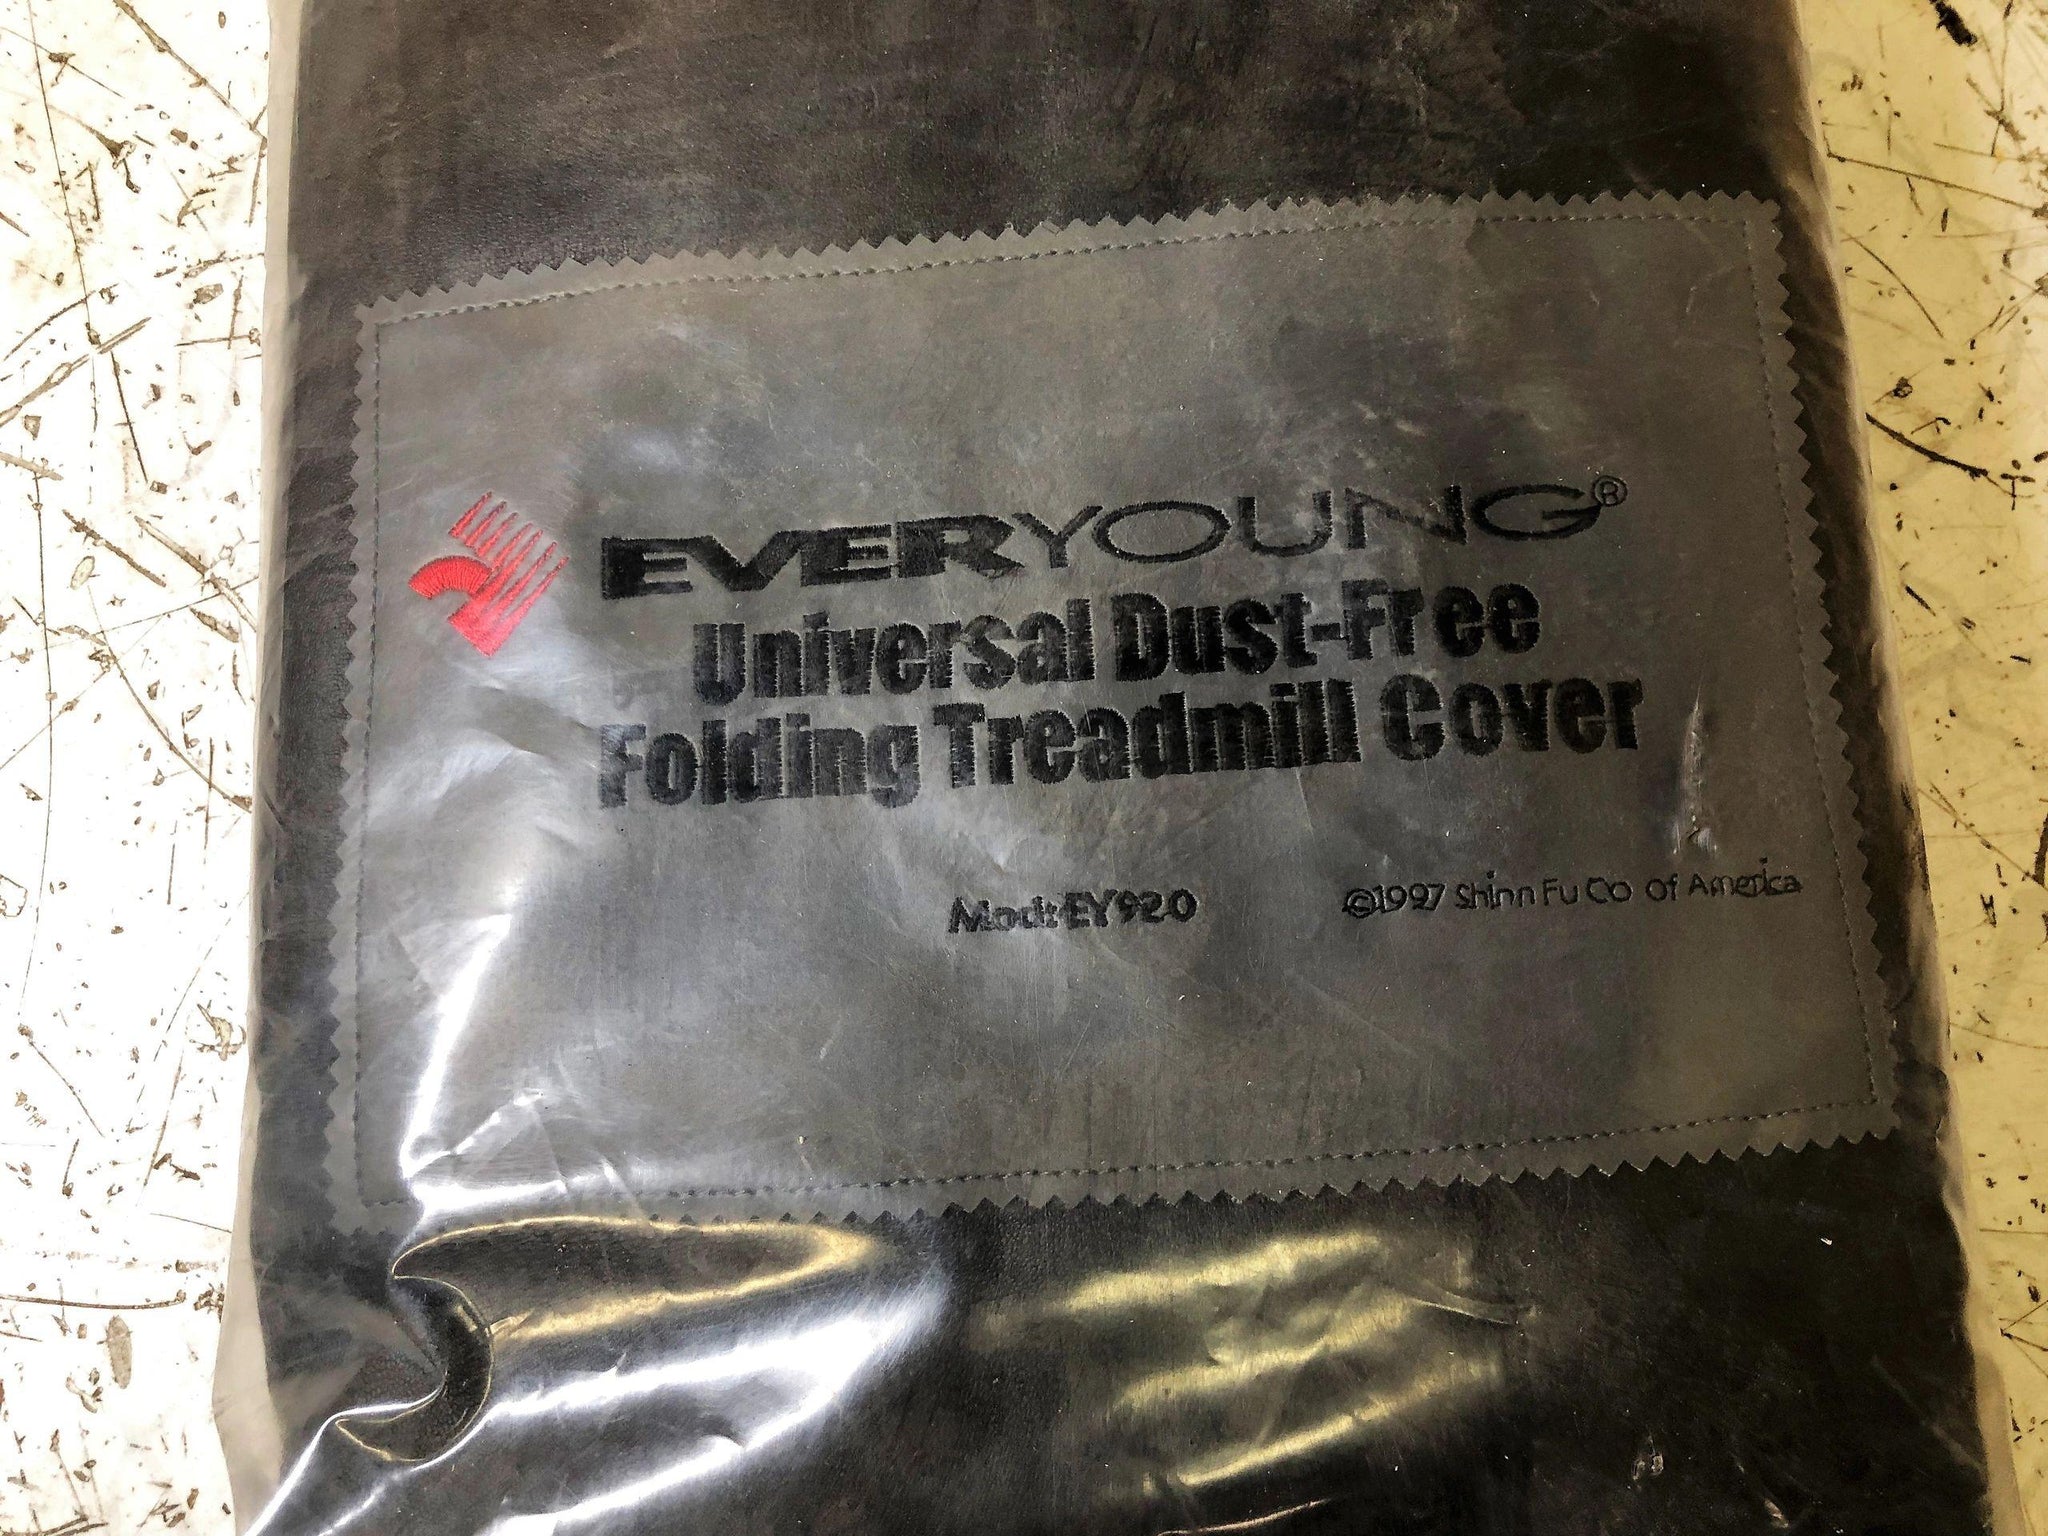 EVERYOUNG®
Universal Dust-Free
Folding Treadmill Cover
Mod: EY920
©1997 Shinn Fu Co Of America